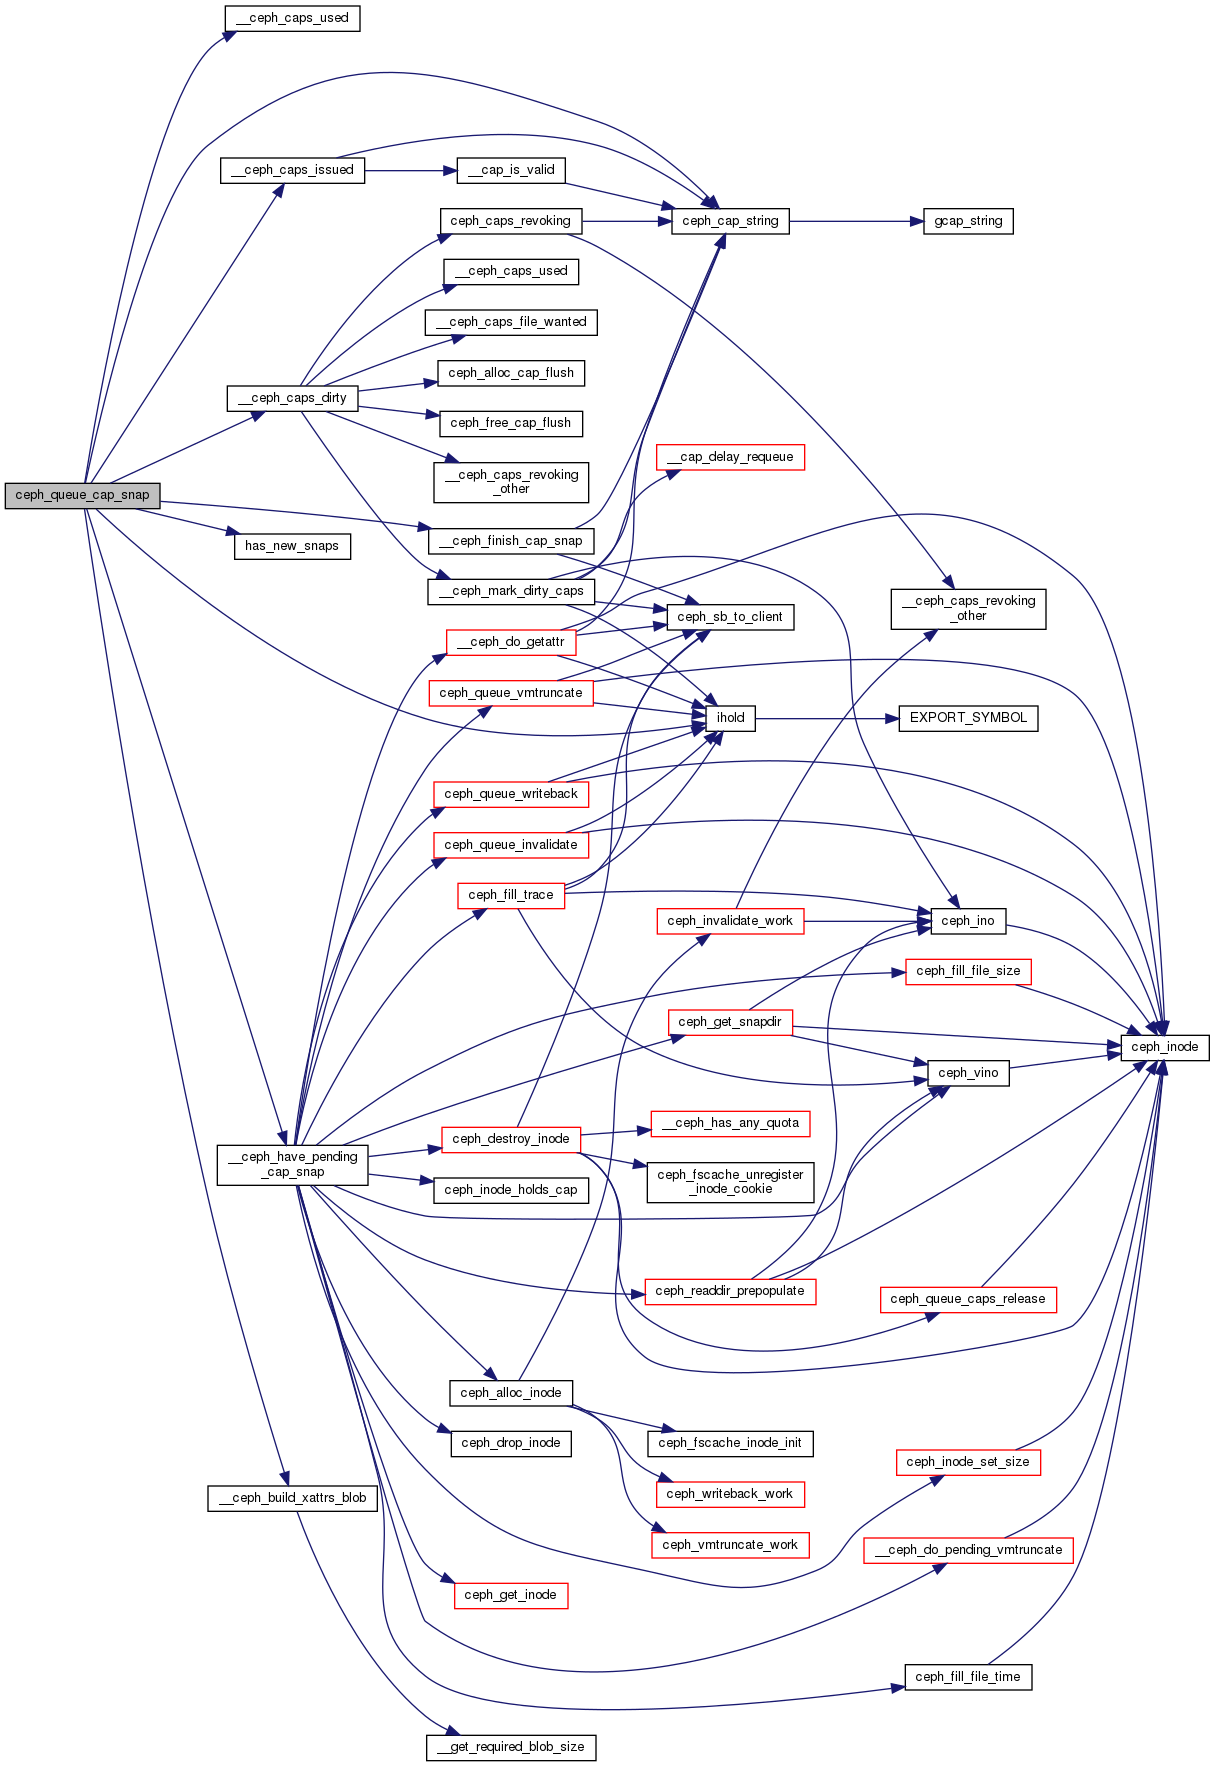 __ceph_caps_used
__ceph_caps_issued
__cap_is_valid
ceph_caps_revoking
ceph_cap_string
gcap_string
__ceph_caps_used
__ceph_caps_file_wanted
ceph_alloc_cap_flush
__ceph_caps_dirty
ceph_free_cap_flush
__cap_delay_requeue
__ceph_caps_revoking
_other
ceph_queue_cap_snap
has_new_snaps
__ceph_finish_cap_snap
__ceph_mark_dirty_caps
__ceph_caps_revoking
_other
ceph_sb_to_client
__ceph_do_getattr
ceph_queue_vmtruncate
ihold
EXPORT_SYMBOL
ceph_queue_writeback
ceph_queue_invalidate
ceph_fill_trace
ceph_invalidate_work
ceph_ino
ceph_fill_file_size
ceph_get_snapdir
ceph_inode
ceph_vino
ceph_destroy_inode
__ceph_has_any_quota
__ceph_have_pending
_cap_snap
ceph_fscache_unregister
_inode_cookie
ceph_inode_holds_cap
ceph_readdir_prepopulate
ceph_queue_caps_release
ceph_alloc_inode
ceph_drop_inode
ceph_fscache_inode_init
ceph_inode_set_size
__ceph_build_xattrs_blob
ceph_writeback_work
ceph_vmtruncate_work
__ceph_do_pending_vmtruncate
ceph_get_inode
ceph_fill_file_time
__get_required_blob_size